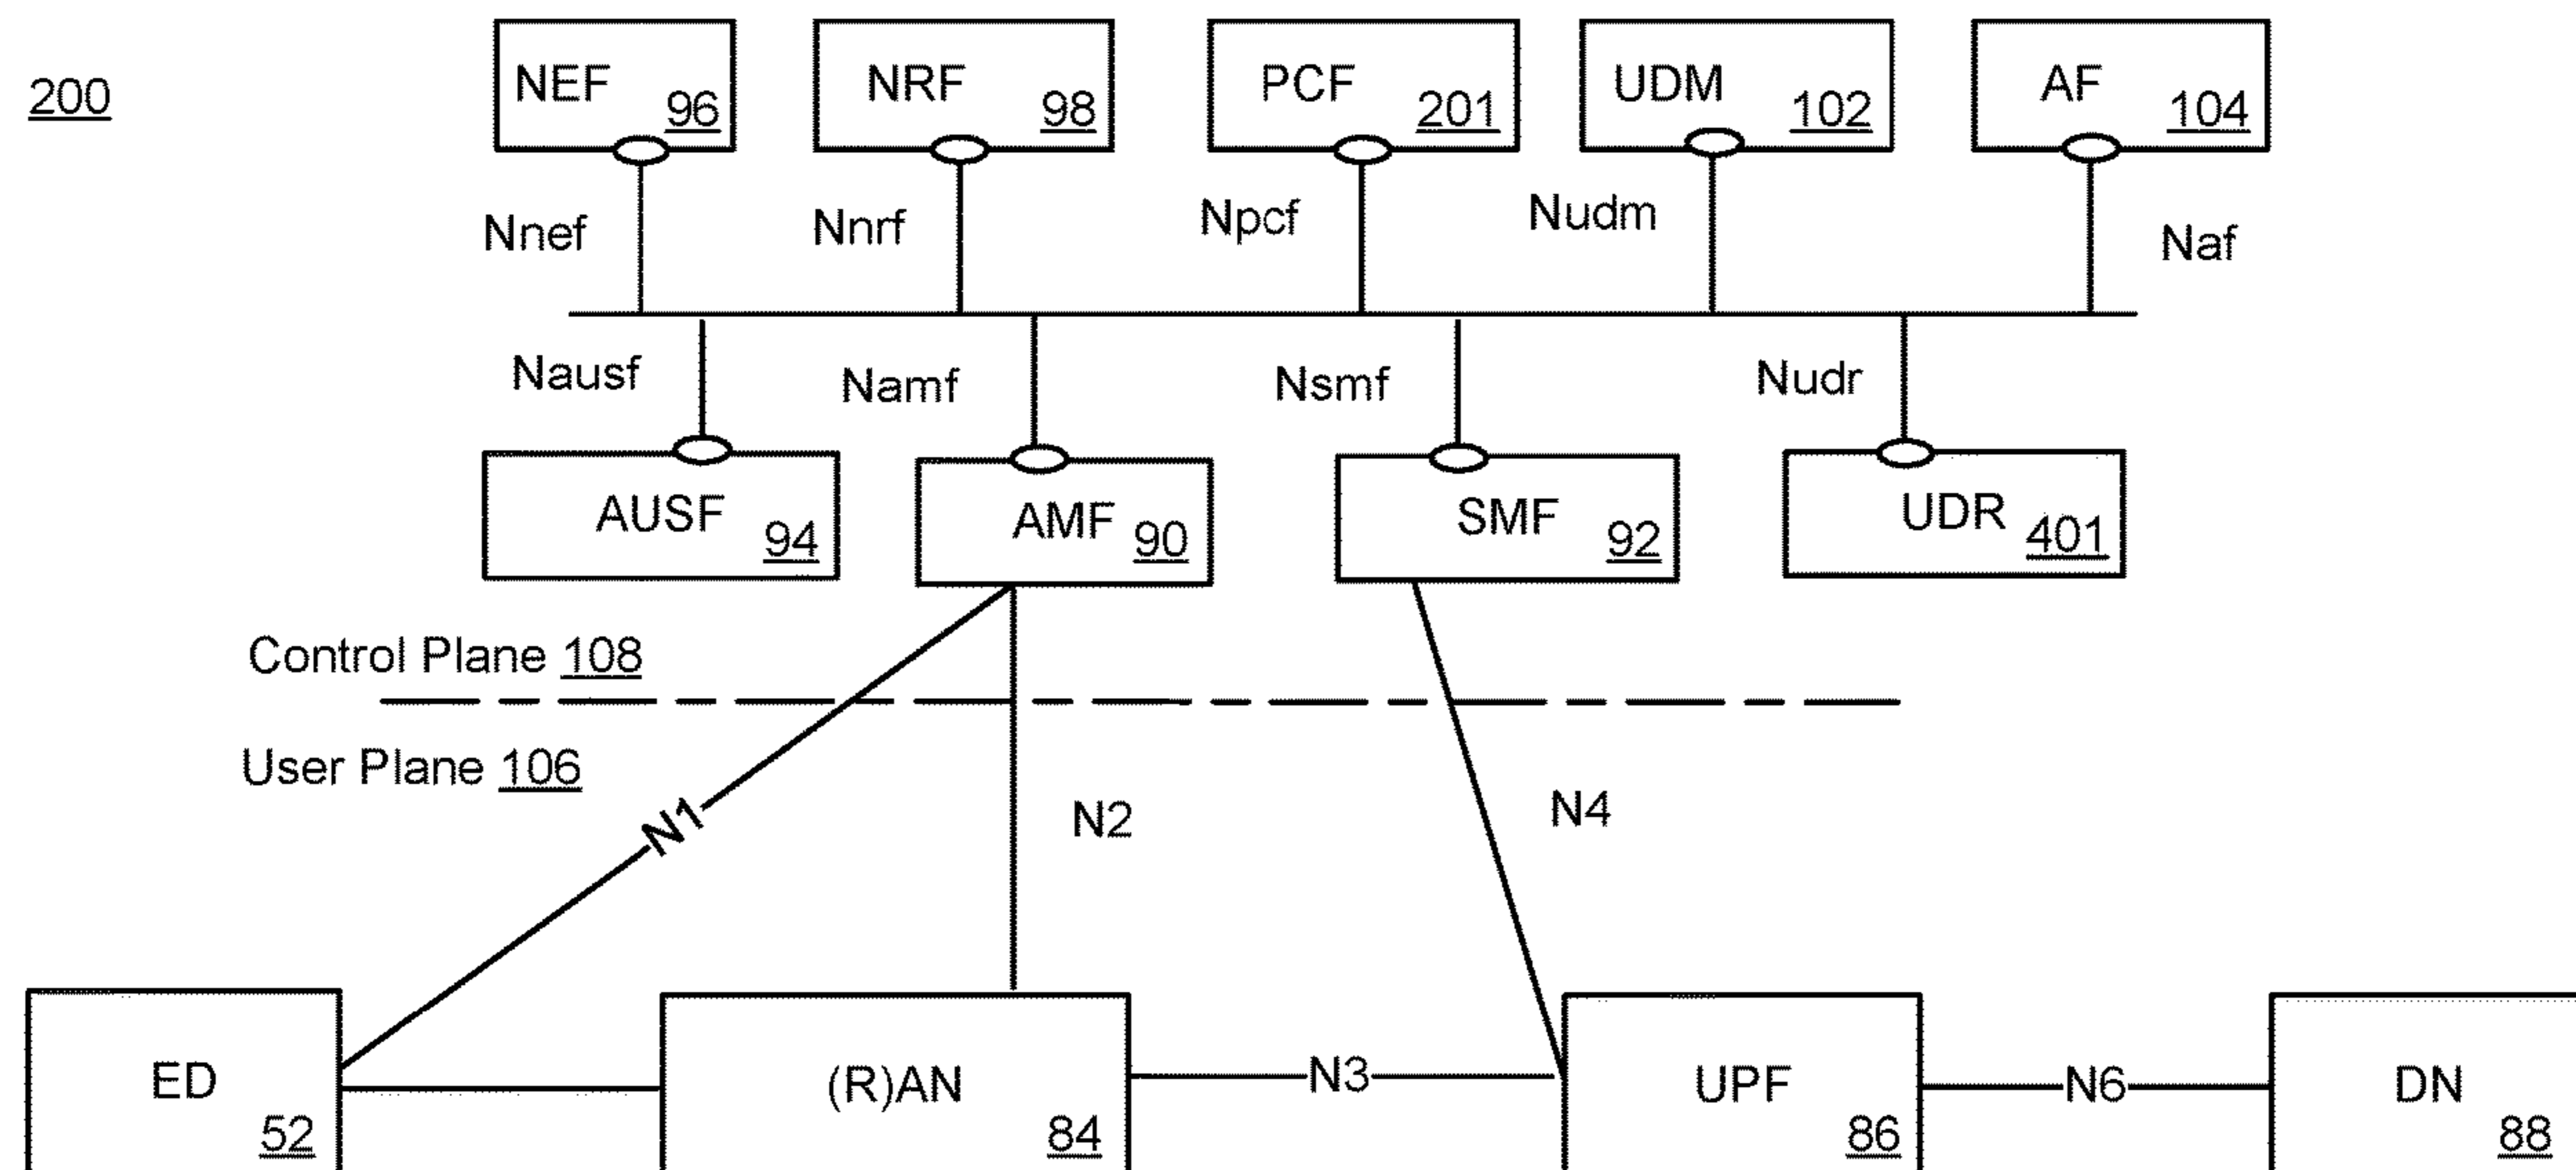 200
NEF 96
NRF 98
PCF 201
UDM 102
AF 104
Nnef
Nnrf
Npcf
Nudm
Naf
Nausf
Namf
Nsmf
Nudr
AUSF 94
AMF 90
SMF 92
UDR 401
Control Plane 108
User Plane 106
N1
N2
N4
ED 52
(R)AN 84
N3
UPF 86
N6
DN 88